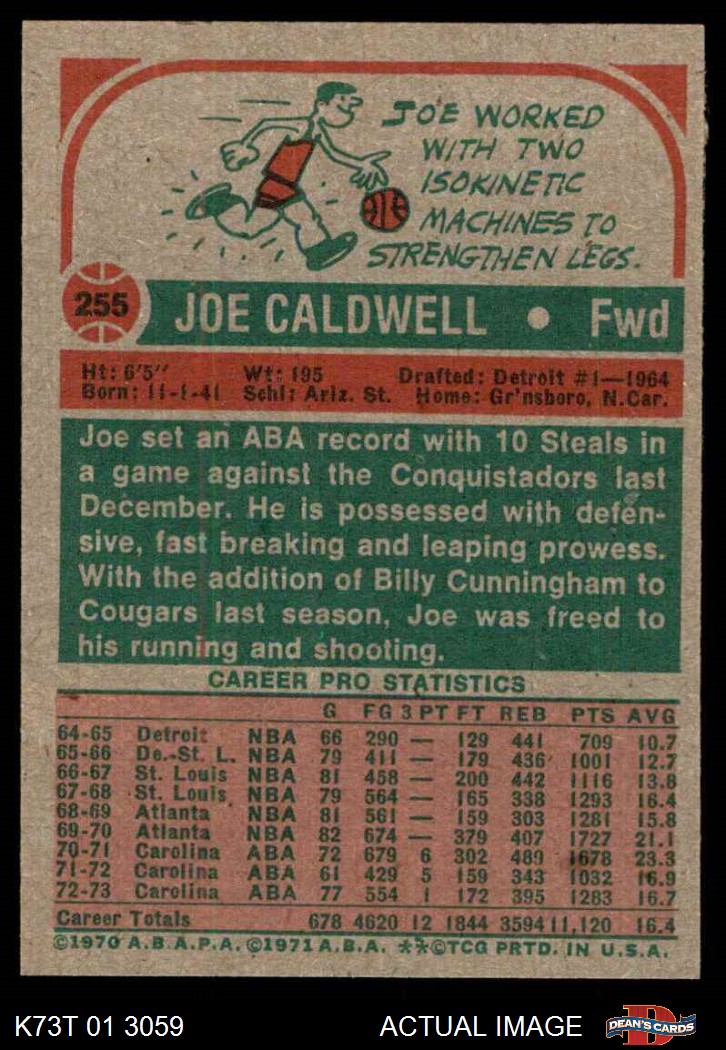 JOE WORKED
WITH TWO
ISOKINETIC
MACHINES TO
STRENGTHEN LEGS.
255 JOE CALDWELL • Fwd
Ht: 6'5" Wt: 195 Drafted: Detroit #1—1964
Born: 11-1-41 Schl: Ariz. St. Home: Gr'nsboro, N.Car.
Joe set an ABA record with 10 Steals in
a game against the Conquistadors last
December. He is possessed with defen-
sive, fast breaking and leaping prowess.
With the addition of Billy Cunningham to
Cougars last season, Joe was freed to
his running and shooting.
CAREER PRO STATISTICS
G FG 3 PT FT REB PTS AVG
64-65 Detroit NBA 66 290 — 129 441 709 10.7
65-66 De.-St. L. NBA 79 411 — 179 436 1001 12.7
66-67 St. Louis NBA 81 458 — 200 442 1116 13.8
67-68 St. Louis NBA 79 564 — 165 338 1293 16.4
68-69 Atlanta NBA 81 561 — 159 303 1281 15.8
69-70 Atlanta NBA 82 674 — 379 407 1727 21.1
70-71 Carolina ABA 72 679 6 302 489 1678 23.3
71-72 Carolina ABA 61 429 5 159 343 1032 16.9
72-73 Carolina ABA 77 554 1 172 395 1283 16.7
Career Totals 678 4620 12 1844 3594 11,120 16.4
©1970 A.B.A.P.A. ©1971 A.B.A. **©TCG PRTD. IN U.S.A.
K73T 01 3059 ACTUAL IMAGE D DEAN'S CARDS